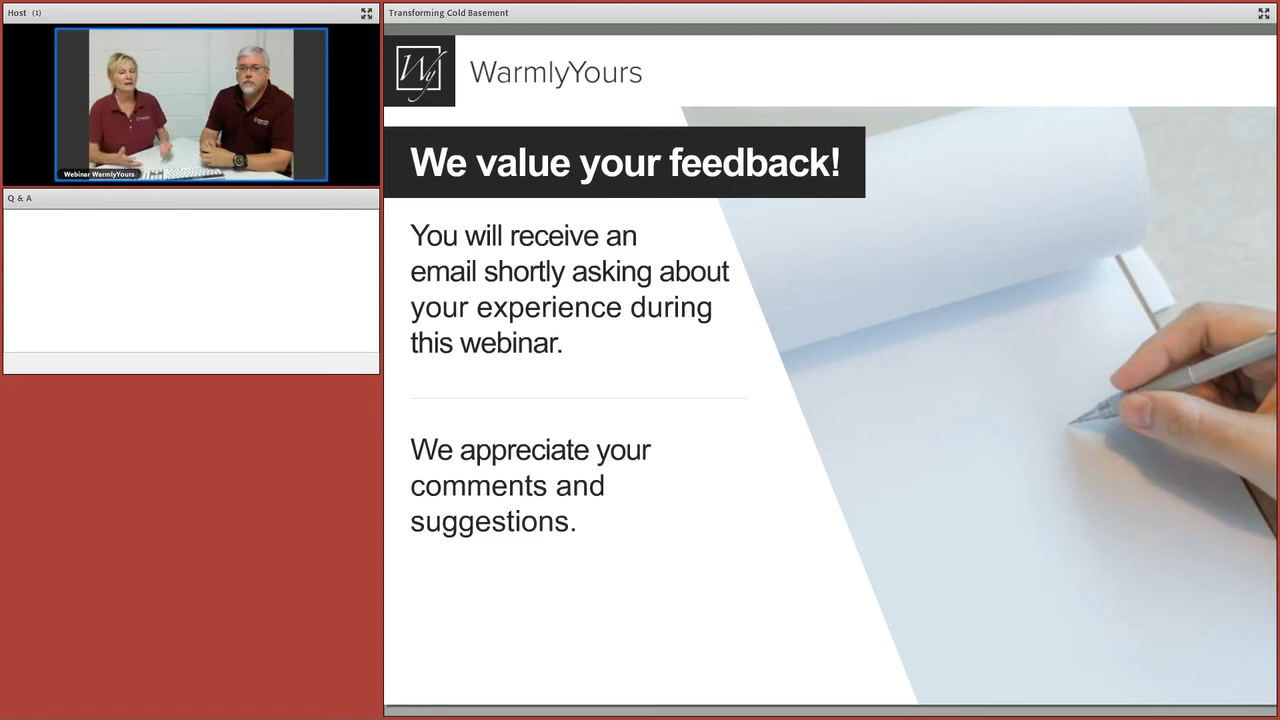 Host (1)
Webinar WarmlyYours
Q & A
Transforming Cold Basement
Wy
WarmlyYours
We value your feedback!
You will receive an
email shortly asking about
your experience during
this webinar.
We appreciate your
comments and
suggestions.